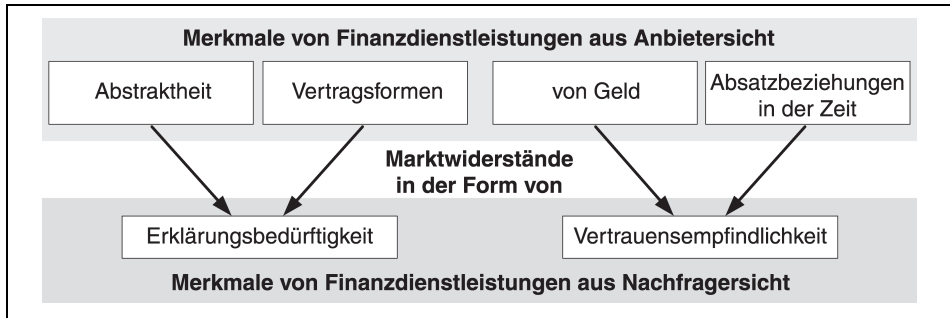 Merkmale von Finanzdienstleistungen aus Anbietersicht
Abstraktheit
Vertragsformen
von Geld
Absatzbeziehungen
in der Zeit
Marktwiderstände
in der Form von
Erklärungsbedürftigkeit
Vertrauensempfindlichkeit
Merkmale von Finanzdienstleistungen aus Nachfragersicht